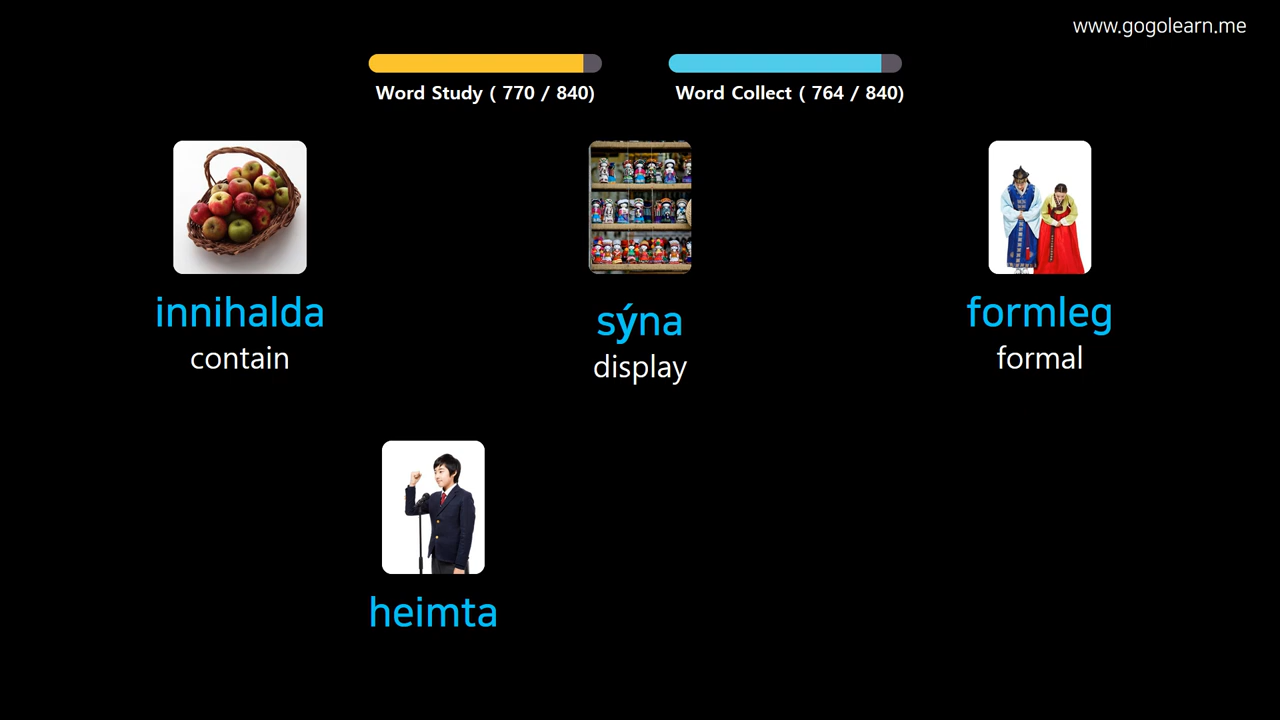 www.gogolearn.me
Word Study ( 770 / 840)
Word Collect ( 764 / 840)
innihalda
contain
sýna
display
formleg
formal
heimta